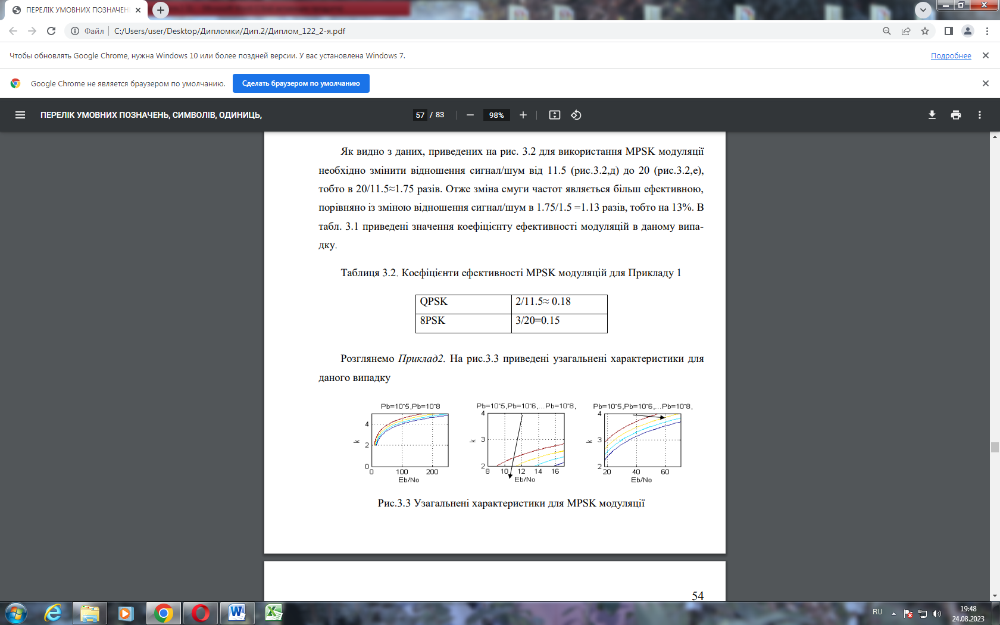 ПЕРЕЛІК УМОВНИХ ПОЗНАЧЕН
Файл
C:/Users/user/Desktop/Дипломки/Дип.2/Диплом_122_2-я.pdf
Чтобы обновлять Google Chrome, нужна Windows 10 или более поздней версии. У вас установлена Windows 7.
Подробнее
Google Chrome не является браузером по умолчанию.
Сделать браузером по умолчанию
ПЕРЕЛІК УМОВНИХ ПОЗНАЧЕНЬ, СИМВОЛІВ, ОДИНИЦЬ,
57 / 83
98%
Як видно з даних, приведених на рис. 3.2 для використання MPSK модуляції
необхідно змінити відношення сигнал/шум від 11.5 (рис.3.2,д) до 20 (рис.3.2,е),
тобто в 20/11.5≈1.75 разів. Отже зміна смуги частот являється більш ефективною,
порівняно із зміною відношення сигнал/шум в 1.75/1.5 =1.13 разів, тобто на 13%. В
табл. 3.1 приведені значення коефіцієнту ефективності модуляцій в даному випа-
дку.
Таблиця 3.2. Коефіцієнти ефективності MPSK модуляцій для Прикладу 1
QPSK 2/11.5≈ 0.18
8PSK 3/20=0.15
Розглянемо Приклад2. На рис.3.3 приведені узагальнені характеристики для
даного випадку
Pb=10^-5,Pb=10^-8
4
2
0
k
0 100 200
Eb/No
Pb=10^-5,Pb=10^-6,...Pb=10^-8,
4
3
2
k
8 10 12 14 16
Eb/No
Pb=10^-5,Pb=10^-6,...Pb=10^-8,
4
3
2
k
20 40 60
Eb/No
Рис.3.3 Узагальнені характеристики для MPSK модуляції
54
RU
19:48
24.08.2023